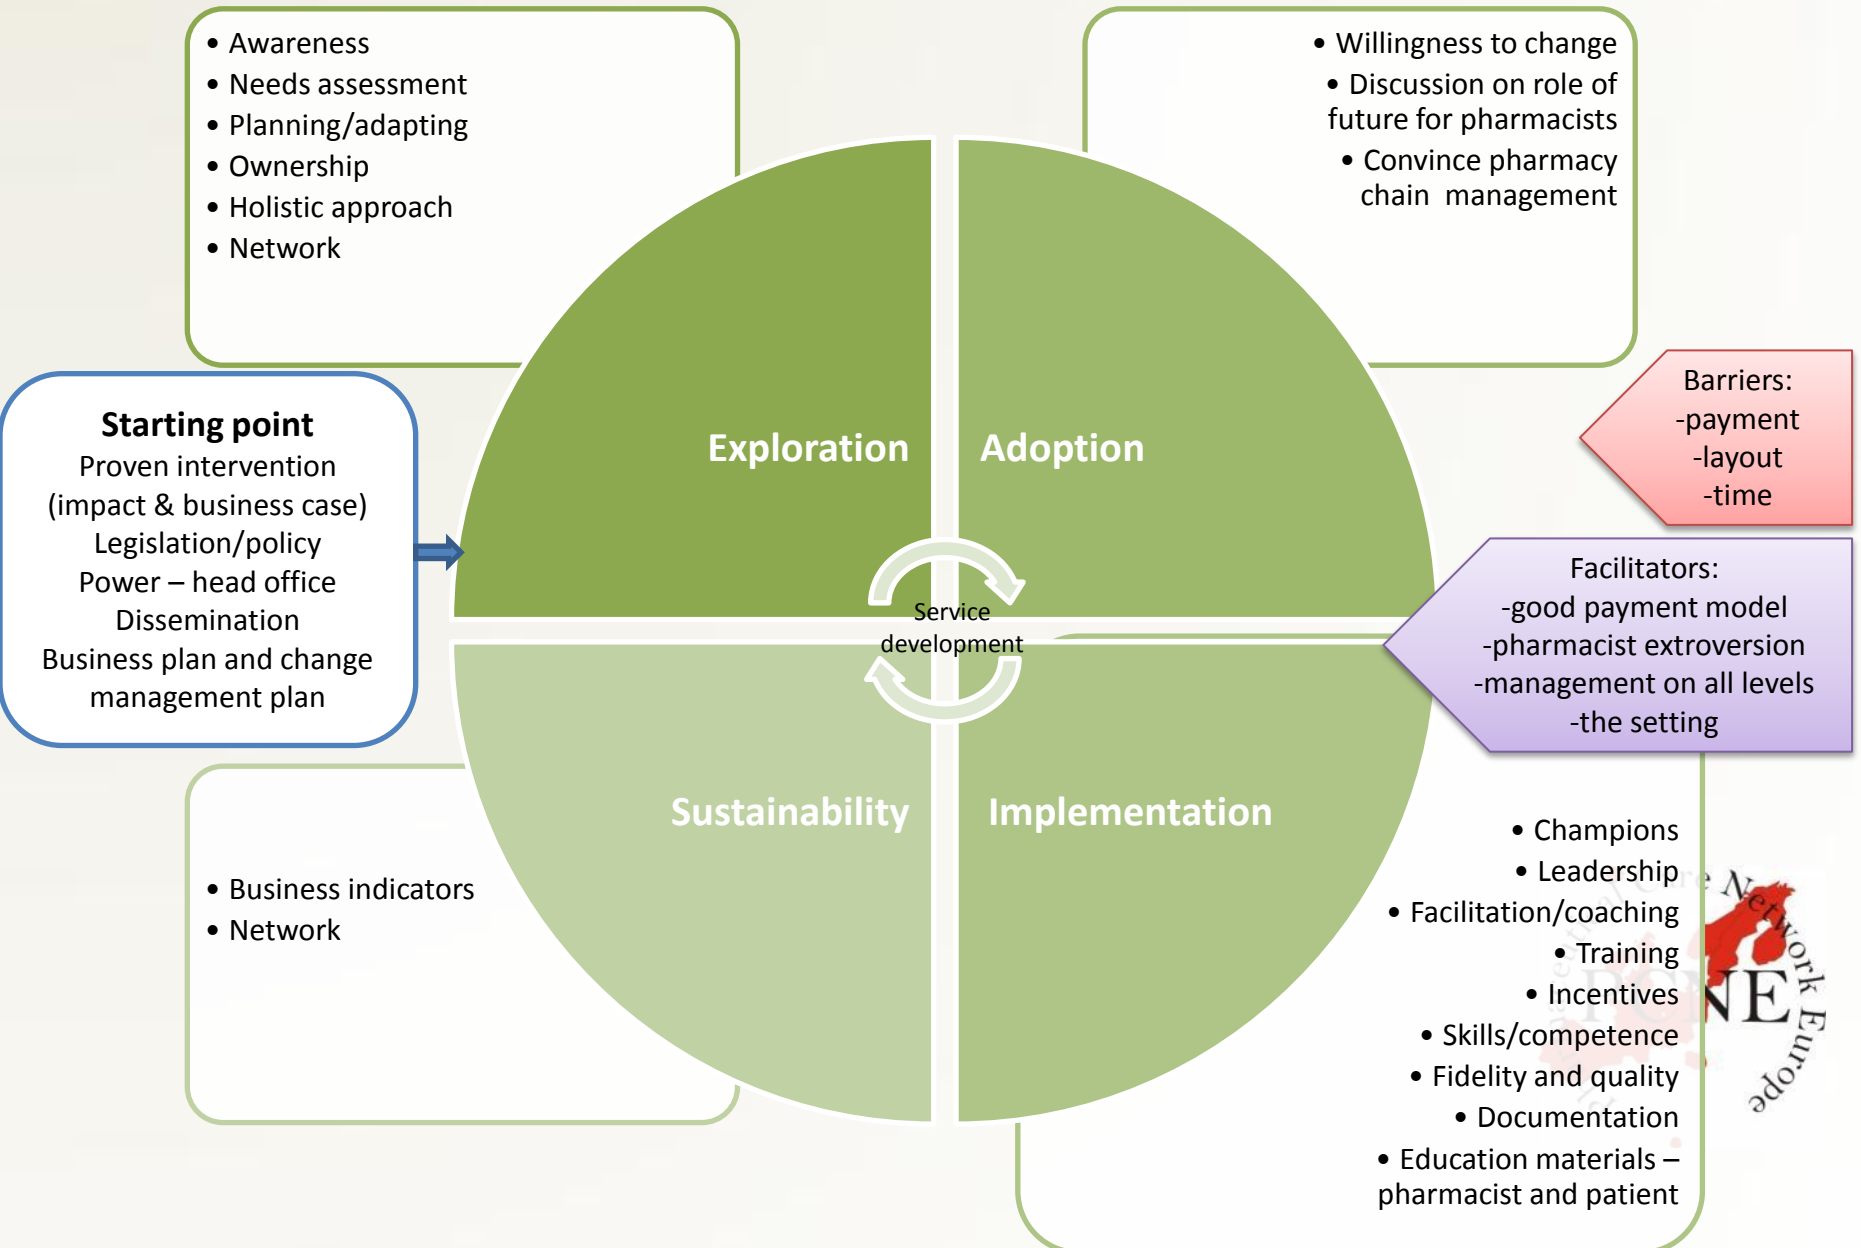 • Awareness
• Needs assessment
• Planning/adapting
• Ownership
• Holistic approach
• Network
• Willingness to change
• Discussion on role of
future for pharmacists
• Convince pharmacy
chain management
Starting point
Proven intervention
(impact & business case)
Legislation/policy
Power – head office
Dissemination
Business plan and change
management plan
Exploration
Adoption
Service
development
Sustainability
Implementation
Barriers:
-payment
-layout
-time
Facilitators:
-good payment model
-pharmacist extroversion
-management on all levels
-the setting
• Business indicators
• Network
• Champions
• Leadership
• Facilitation/coaching
• Training
• Incentives
• Skills/competence
• Fidelity and quality
• Documentation
• Education materials –
pharmacist and patient
Care Network Europe
PCNE